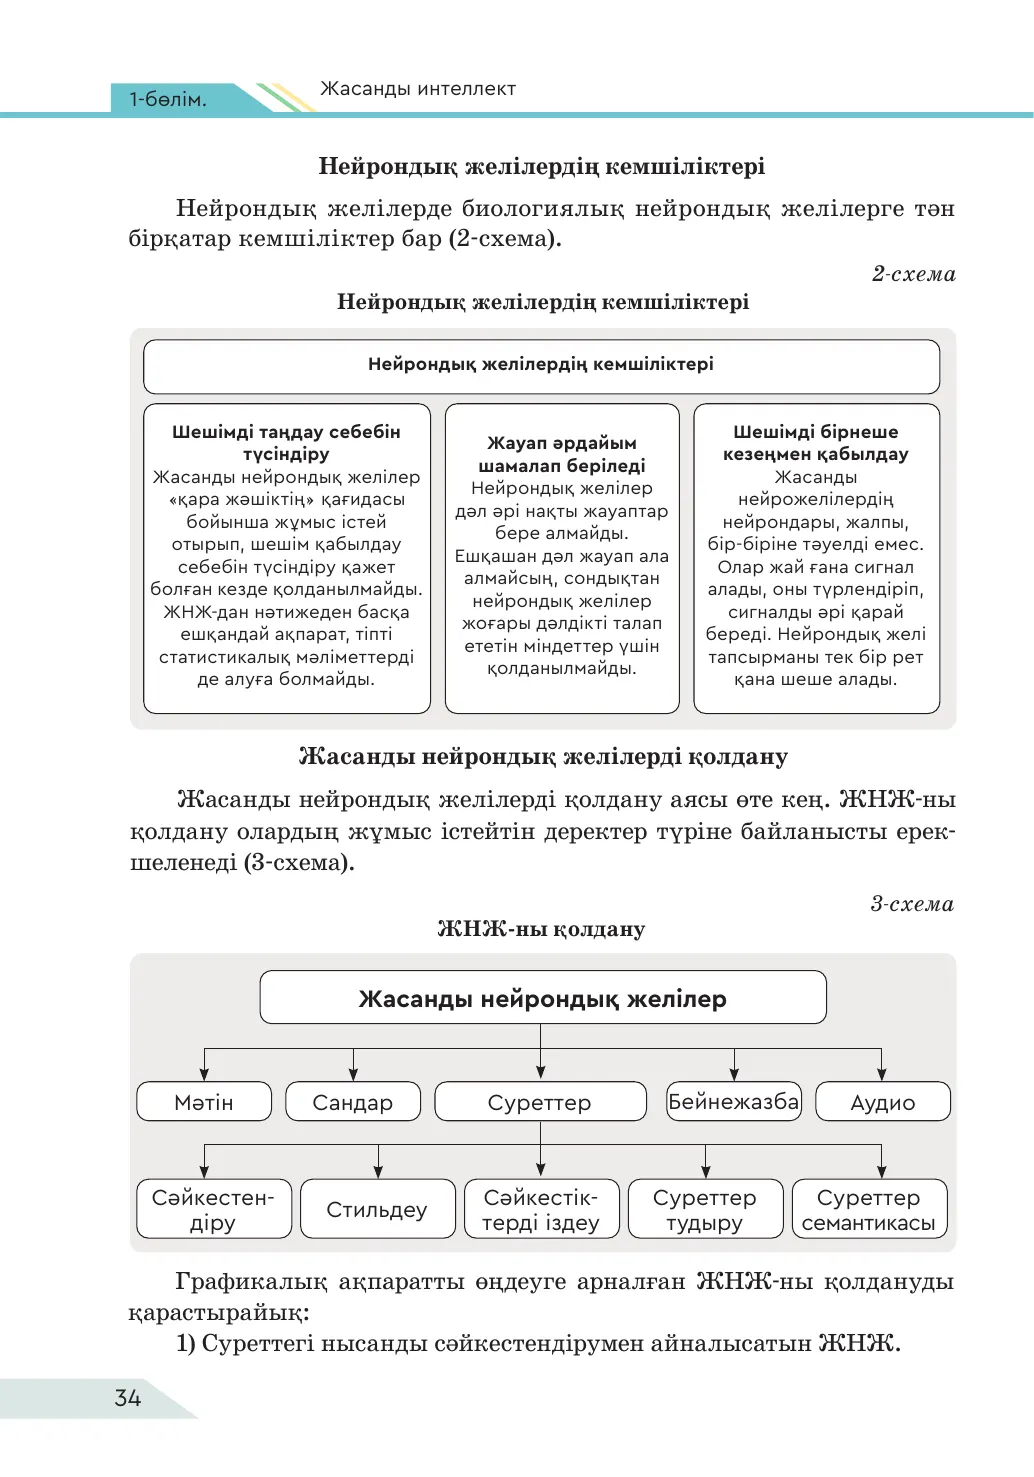 1-бөлім.
Жасанды интеллект
Нейрондық желілердің кемшіліктері
Нейрондық желілерде биологиялық нейрондық желілерге тән
бірқатар кемшіліктер бар (2-схема).
2-схема
Нейрондық желілердің кемшіліктері
Нейрондық желілердің кемшіліктері
Шешімді таңдау себебін
түсіндіру
Жасанды нейрондық желілер
«қара жәшіктің» қағидасы
бойынша жұмыс істей
отырып, шешім қабылдау
себебін түсіндіру қажет
болған кезде қолданылмайды.
ЖНЖ-дан нәтижеден басқа
ешқандай ақпарат, тіпті
статистикалық мәліметтерді
де алуға болмайды.
Жауап әрдайым
шамалап беріледі
Нейрондық желілер
дәл әрі нақты жауаптар
бере алмайды.
Ешқашан дәл жауап ала
алмайсың, сондықтан
нейрондық желілер
жоғары дәлдікті талап
ететін міндеттер үшін
қолданылмайды.
Шешімді бірнеше
кезеңмен қабылдау
Жасанды
нейрожелілердің
нейрондары, жалпы,
бір-біріне тәуелді емес.
Олар жай ғана сигнал
алады, оны түрлендіріп,
сигналды әрі қарай
береді. Нейрондық желі
тапсырманы тек бір рет
қана шеше алады.
Жасанды нейрондық желілерді қолдану
Жасанды нейрондық желілерді қолдану аясы өте кең. ЖНЖ-ны
қолдану олардың жұмыс істейтін деректер түріне байланысты ерек-
шеленеді (3-схема).
3-схема
ЖНЖ-ны қолдану
Жасанды нейрондық желілер
Мәтін
Сандар
Суреттер
Бейнежазба
Аудио
Сәйкестен-
діру
Стильдеу
Сәйкестік-
терді іздеу
Суреттер
тудыру
Суреттер
семантикасы
Графикалық ақпаратты өңдеуге арналған ЖНЖ-ны қолдануды
қарастырайық:
1) Суреттегі нысанды сәйкестендірумен айналысатын ЖНЖ.
34